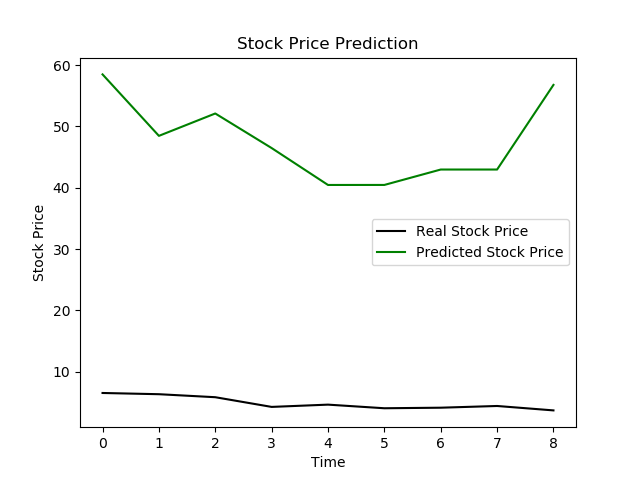 Stock Price Prediction
60
50
40
30
20
10
Stock Price
Real Stock Price
Predicted Stock Price
0 1 2 3 4 5 6 7 8
Time